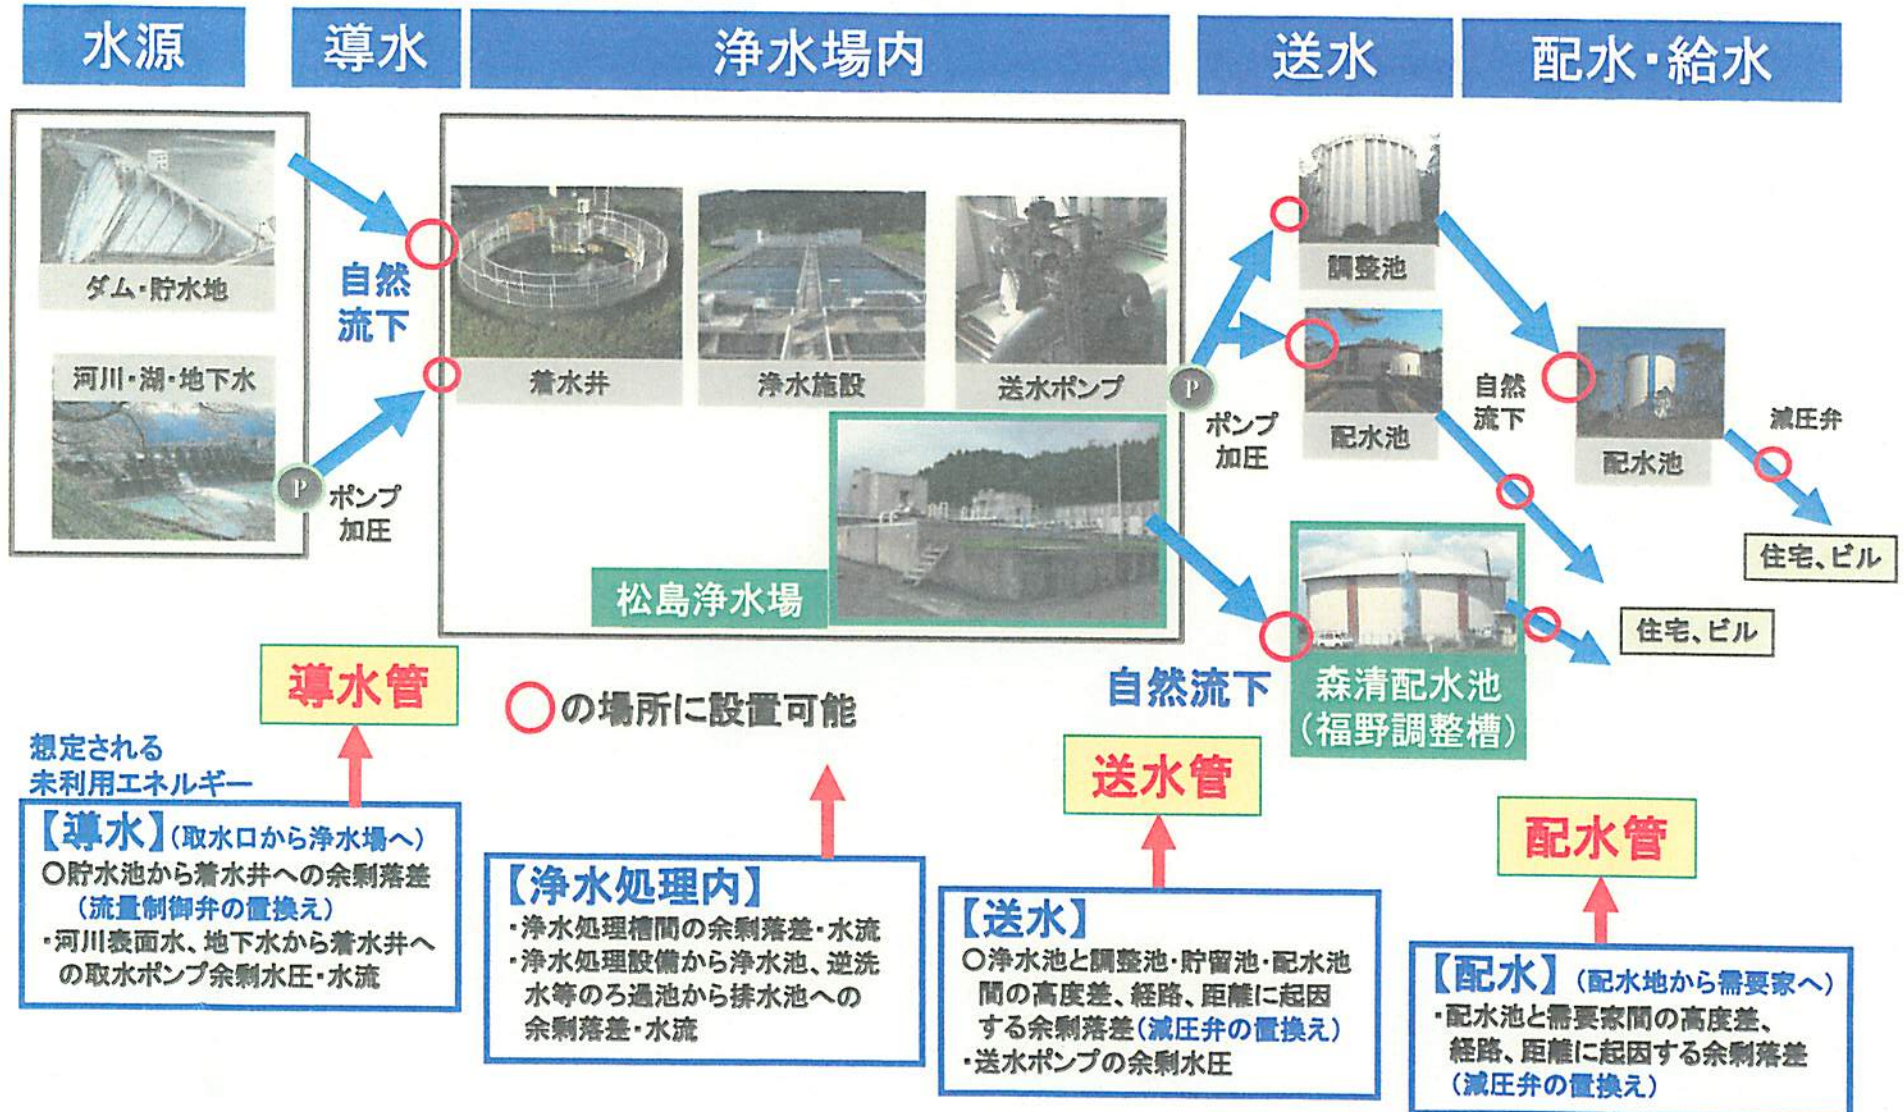 水源
導水
浄水場内
送水
配水・給水
ダム・貯水地
河川・湖・地下水
P
ポンプ
加圧
自然
流下
着水井
浄水施設
送水ポンプ
松島浄水場
P
ポンプ
加圧
調整池
配水池
自然
流下
配水池
減圧弁
住宅、ビル
住宅、ビル
自然流下
森清配水池
(福野調整槽)
導水管
○の場所に設置可能
送水管
配水管
想定される
未利用エネルギー
【導水】(取水口から浄水場へ)
○貯水池から着水井への余剰落差
(流量制御弁の置換え)
・河川表面水、地下水から着水井へ
の取水ポンプ余剰水圧・水流
【浄水処理内】
・浄水処理槽間の余剰落差・水流
・浄水処理設備から浄水池、逆洗
水等のろ過池から排水池への
余剰落差・水流
【送水】
○浄水池と調整池・貯留池・配水池
間の高度差、経路、距離に起因
する余剰落差(減圧弁の置換え)
・送水ポンプの余剰水圧
【配水】(配水地から需要家へ)
・配水池と需要家間の高度差、
経路、距離に起因する余剰落差
(減圧弁の置換え)